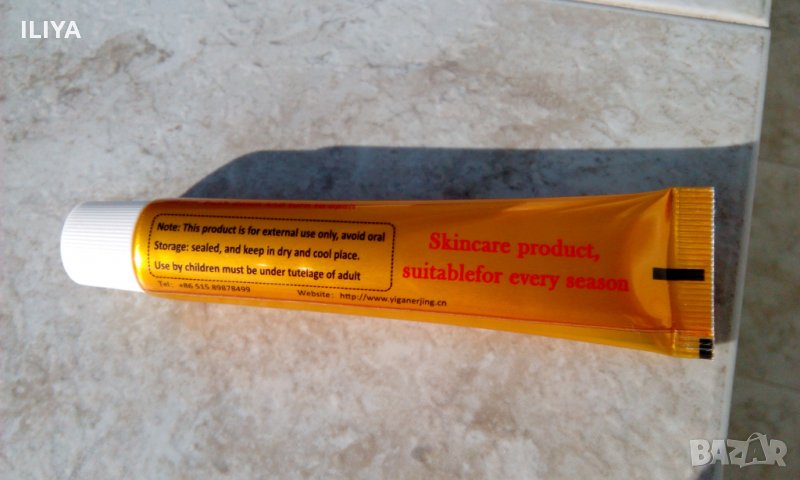 ILIYA
Note: This product is for external use only, avoid oral
Storage: sealed, and keep in dry and cool place.
Use by children must be under tutelage of adult
Tel: +86 515 89878499
Website: http://www.yiganerjing.cn
Skincare product,
suitablefor every season
BAZAR